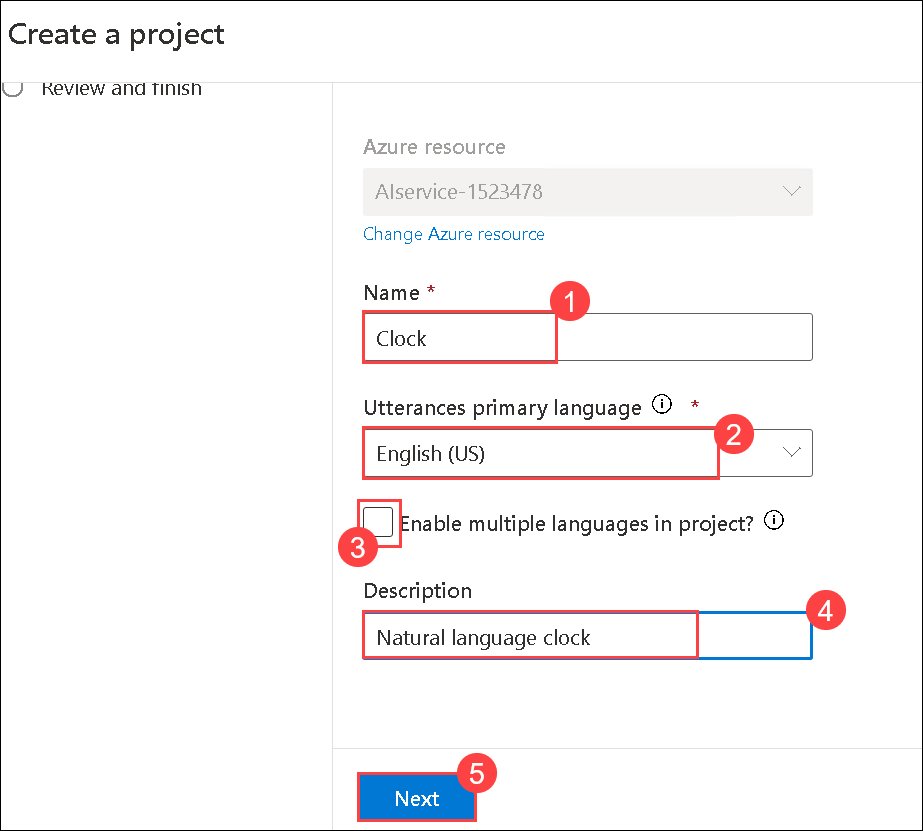 Create a project
Review and finish
Azure resource
AIservice-1523478
Change Azure resource
Name *
1
Clock
Utterances primary language *
2
English (US)
Enable multiple languages in project?
3
Description
4
Natural language clock
5
Next